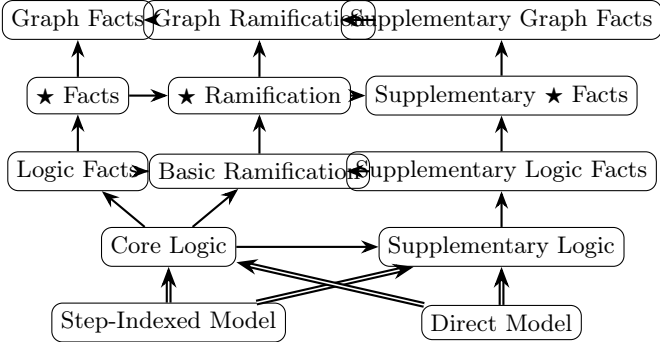 Graph Facts Graph Ramification Supplementary Graph Facts
★ Facts ★ Ramification Supplementary ★ Facts
Logic Facts Basic Ramification Supplementary Logic Facts
Core Logic Supplementary Logic
Step-Indexed Model Direct Model